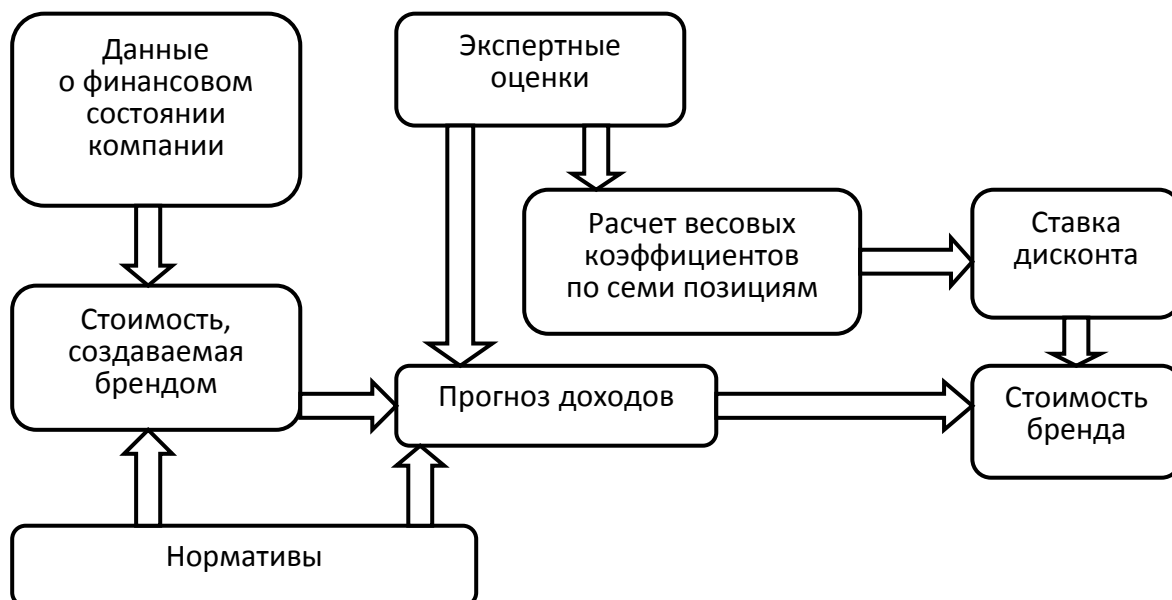 Данные
о финансовом
состоянии
компании
Экспертные
оценки
Расчет весовых
коэффициентов
по семи позициям
Ставка
дисконта
Стоимость,
создаваемая
брендом
Прогноз доходов
Стоимость
бренда
Нормативы